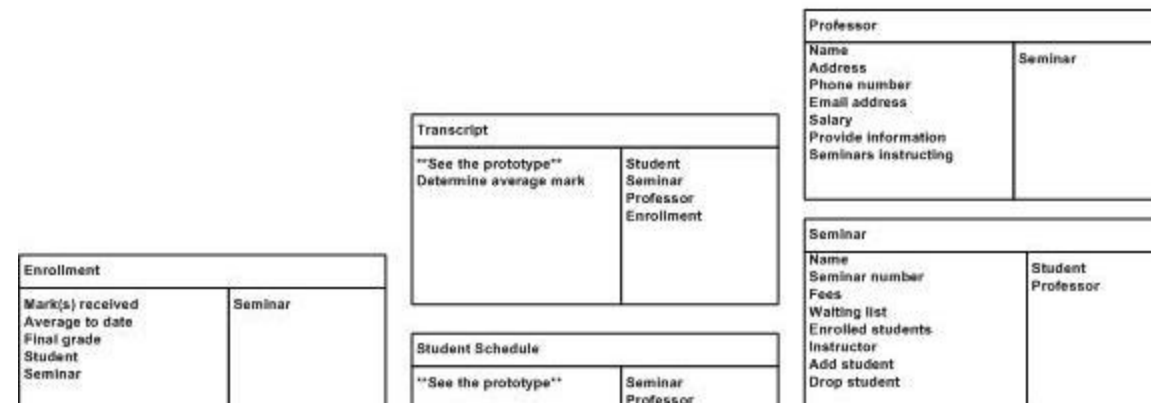 Professor
Name
Address
Phone number
Email address
Salary
Provide information
Seminars instructing
Seminar
Transcript
**See the prototype**
Determine average mark
Student
Seminar
Professor
Enrollment
Seminar
Name
Seminar number
Fees
Waiting list
Enrolled students
Instructor
Add student
Drop student
Student
Professor
Enrollment
Mark(s) received
Average to date
Final grade
Student
Seminar
Seminar
Student Schedule
**See the prototype**
Seminar
Professor